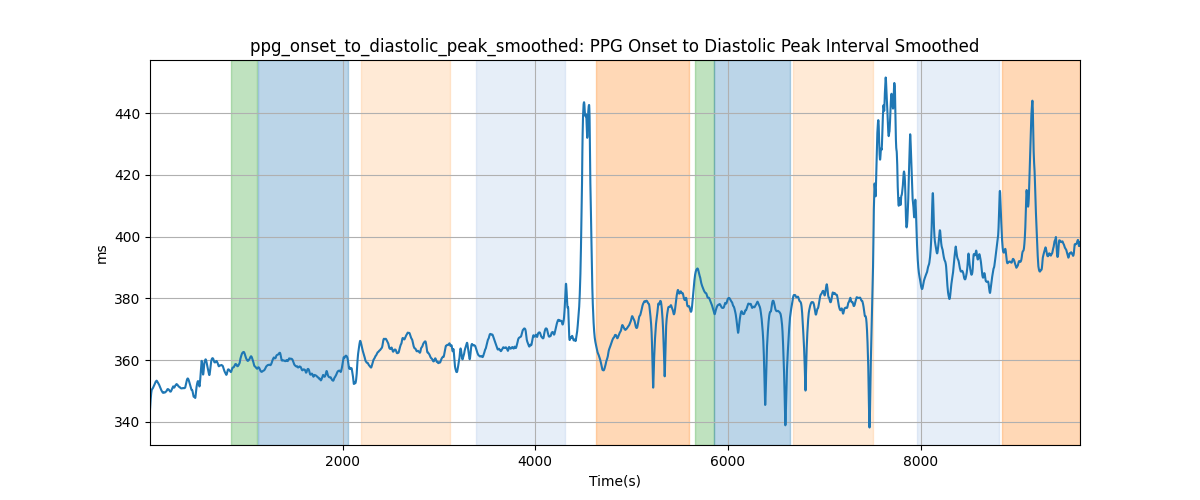 ppg_onset_to_diastolic_peak_smoothed: PPG Onset to Diastolic Peak Interval Smoothed
440
420
400
380
360
340
ms
2000 4000 6000 8000
Time(s)